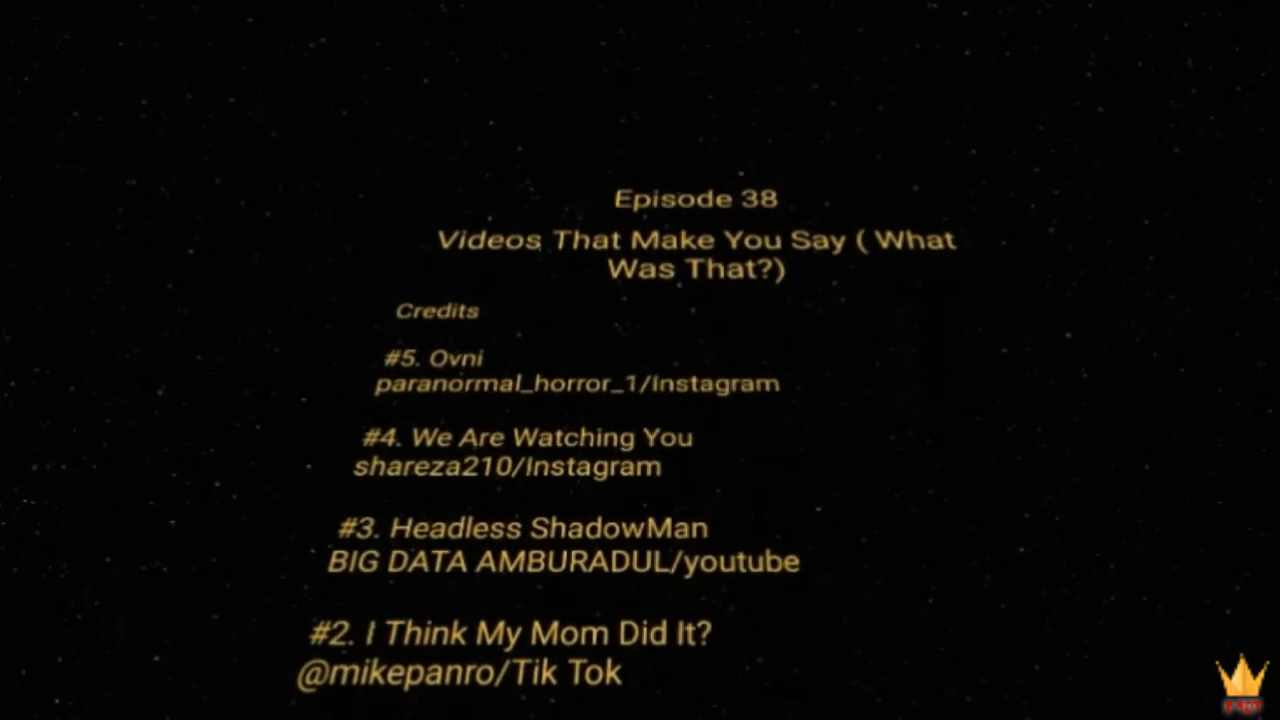 Episode 38
Videos That Make You Say ( What
Was That?)
Credits
#5. Ovni
paranormal_horror_1/Instagram
#4. We Are Watching You
shareza210/Instagram
#3. Headless ShadowMan
BIG DATA AMBURADUL/youtube
#2. I Think My Mom Did It?
@mikepanro/Tik Tok